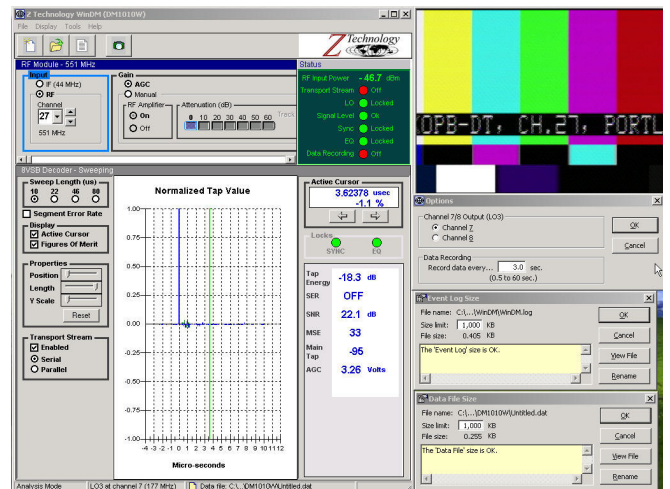 Z Technology WinDM (DM1010W)
File Display Tools Help
Z Technology
RF Module - 551 MHz
Input
IF (44 MHz)
RF
Channel
27
551 MHz
Gain
AGC
Manual
RF Amplifier
On
Off
Attenuation (dB)
0 10 20 30 40 50 60
Track
Status
RF Input Power -46.7 dBm
Transport Stream Off
LO Locked
Signal Level Ok
Sync Locked
EQ Locked
Data Recording Off
8VSB Decoder - Sweeping
Sweep Length (us)
10 22 46 80
Segment Error Rate
Display
Active Cursor
Figures Of Merit
Properties
Position
Length
Y Scale
Reset
Transport Stream
Enabled
Serial
Parallel
Normalized Tap Value
1.00
0.75
0.50
0.25
0.00
-0.25
-0.50
-0.75
-1.00
-4 -3 -2 -1 0 1 2 3 4 5 6 7 8 9 10 11 12
Micro-seconds
Active Cursor
3.62378 usec
-1.1 %
Locks
SYNC EQ
Tap Energy -18.3 dB
SER OFF
SNR 22.1 dB
MSE 33
Main Tap -95
AGC 3.26 Volts
Analysis Mode
LO3 at channel 7 (177 MHz)
Data file: C:\...\DM1010W\Untitled.dat
OPB-DT, CH.27, PORTL
Options
Channel 7/8 Output (LO3)
Channel 7
Channel 8
OK
Cancel
Data Recording
Record data every... 3.0 sec.
(0.5 to 60 sec.)
Event Log Size
File name: C:\...\WinDM\WinDM.log
Size limit: 1,000 KB
File size: 0.405 KB
The 'Event Log' size is OK.
OK
Cancel
View File
Rename
Data File Size
File name: C:\...\DM1010W\Untitled.dat
Size limit: 1,000 KB
File size: 0.255 KB
The 'Data File' size is OK.
OK
Cancel
View File
Rename